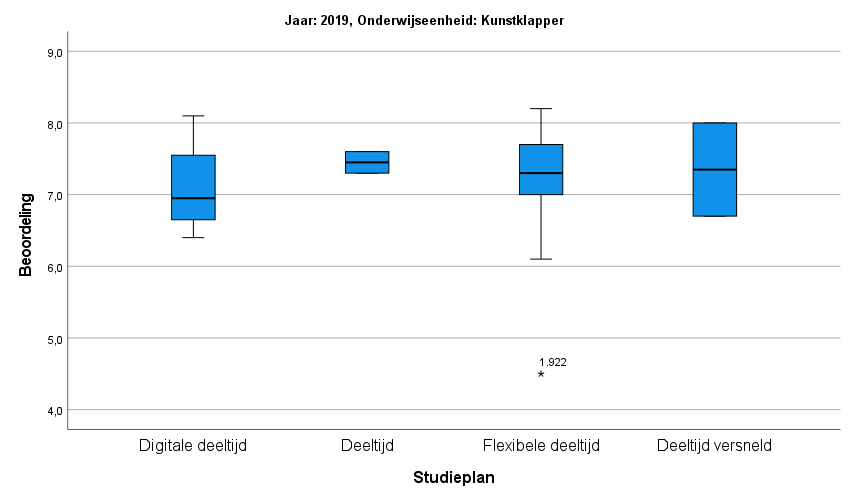 Jaar: 2019, Onderwijseenheid: Kunstklapper
9,0
8,0
7,0
6,0
5,0
4,0
Beoordeling
1.922
*
Digitale deeltijd
Deeltijd
Flexibele deeltijd
Deeltijd versneld
Studieplan